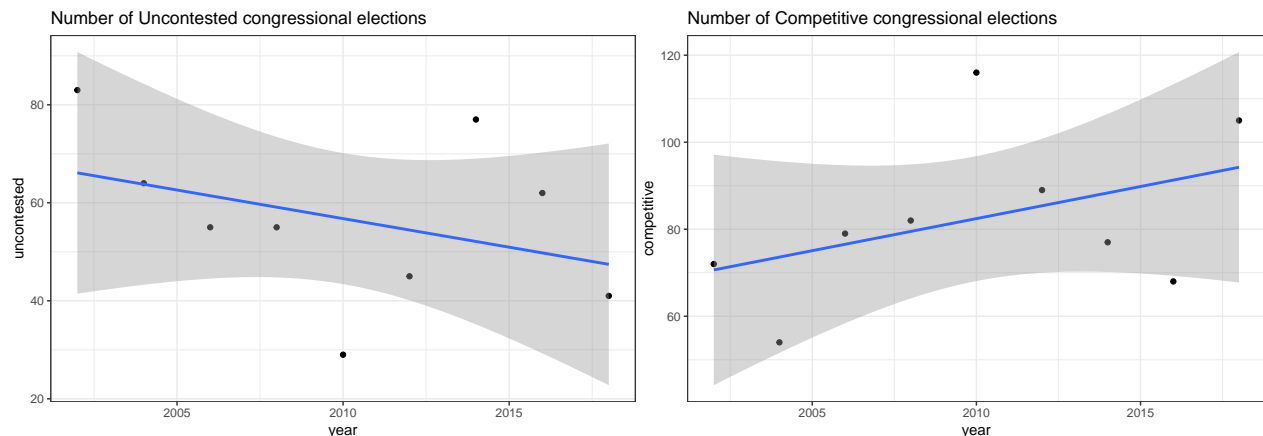 Number of Uncontested congressional elections
uncontested
80
60
40
20
2005 2010 2015
year
Number of Competitive congressional elections
competitive
120
100
80
60
2005 2010 2015
year